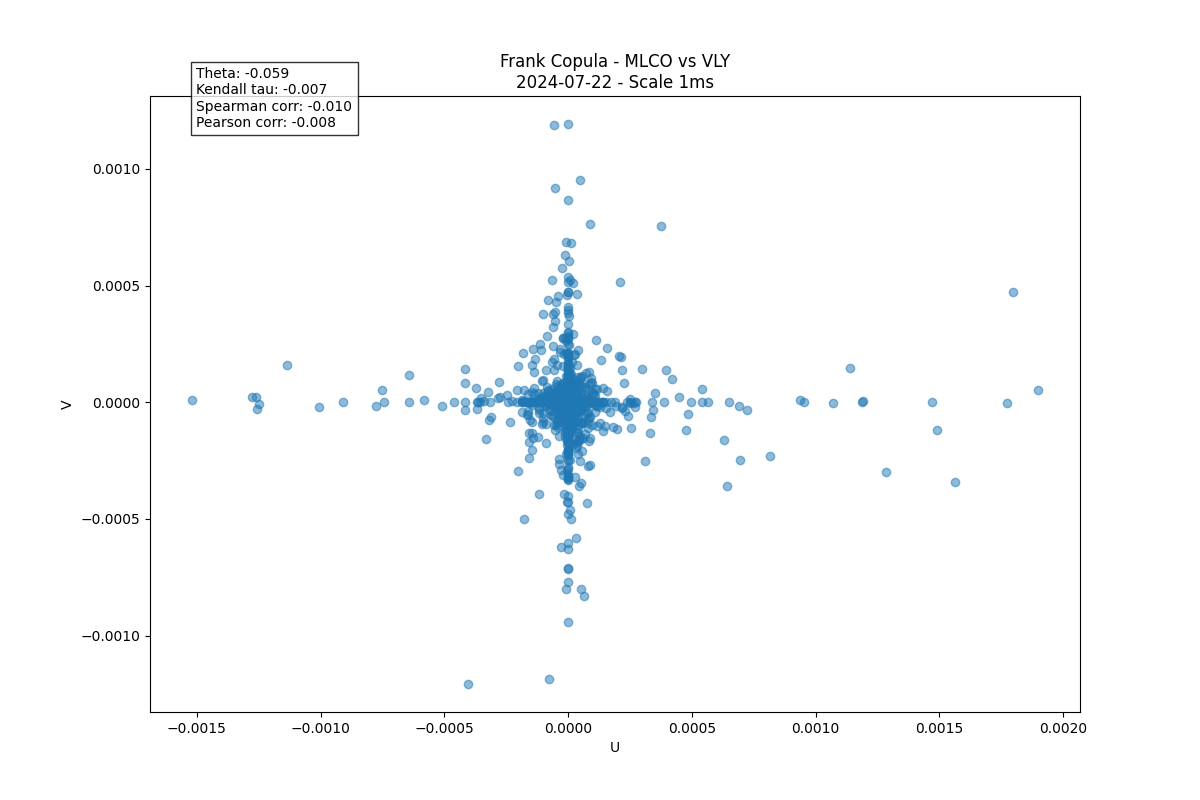 Frank Copula - MLCO vs VLY
2024-07-22 - Scale 1ms
Theta: -0.059
Kendall tau: -0.007
Spearman corr: -0.010
Pearson corr: -0.008
0.0010
0.0005
0.0000
−0.0005
−0.0010
V
−0.0015 −0.0010 −0.0005 0.0000 0.0005 0.0010 0.0015 0.0020
U